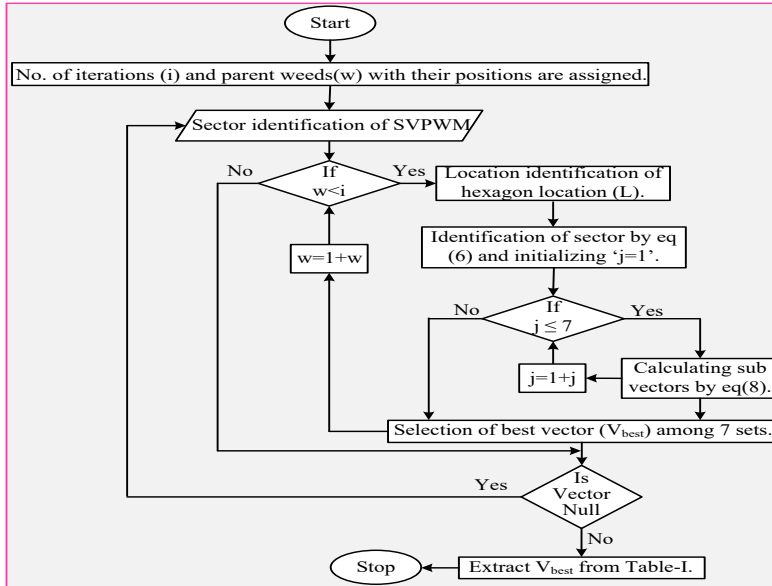 Start
No. of iterations (i) and parent weeds(w) with their positions are assigned.
Sector identification of SVPWM
No
If
w<i
Yes
Location identification of
hexagon location (L).
Identification of sector by eq
(6) and initializing ‘j=1’.
w=1+w
No
If
j ≤ 7
Yes
j=1+j
Calculating sub
vectors by eq(8).
Selection of best vector (Vbest) among 7 sets.
Yes
Is
Vector
Null
No
Stop
Extract Vbest from Table-I.